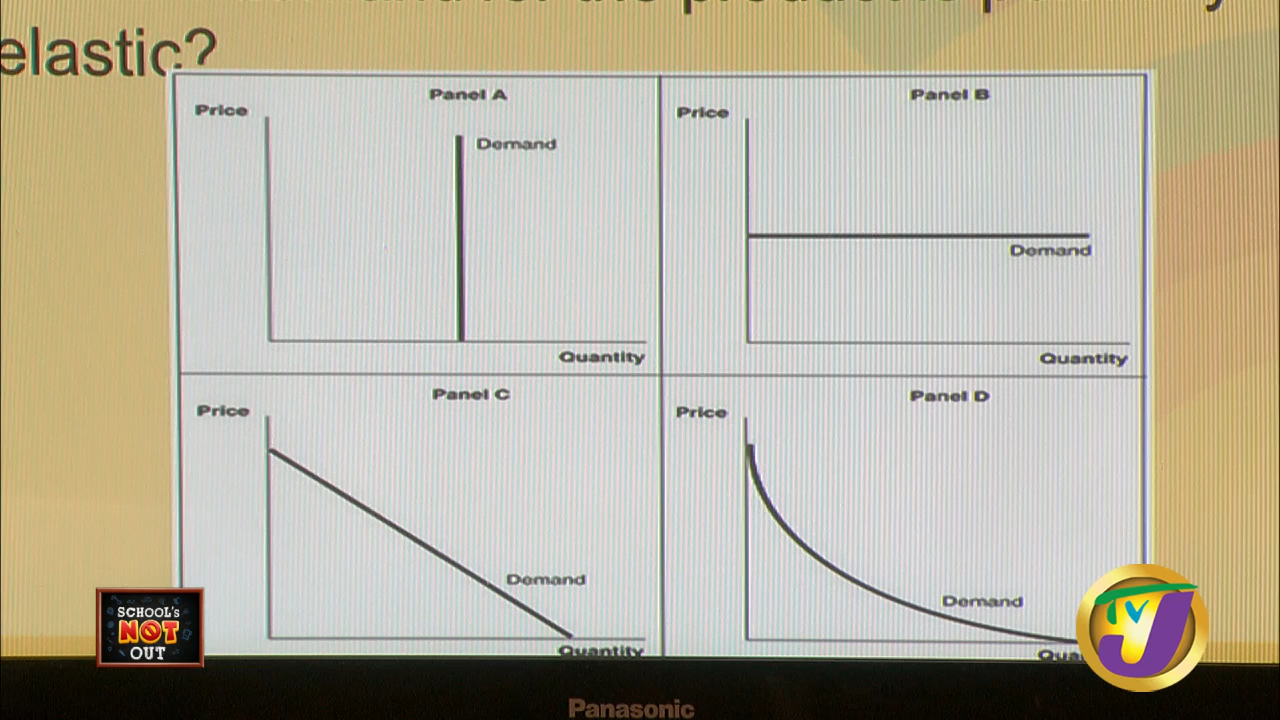 elastic?
Panel A
Price
Demand
Quantity
Panel B
Price
Demand
Quantity
Panel C
Price
Demand
Quantity
Panel D
Price
Demand
SCHOOL'S
NOT
OUT
TVJ
Panasonic